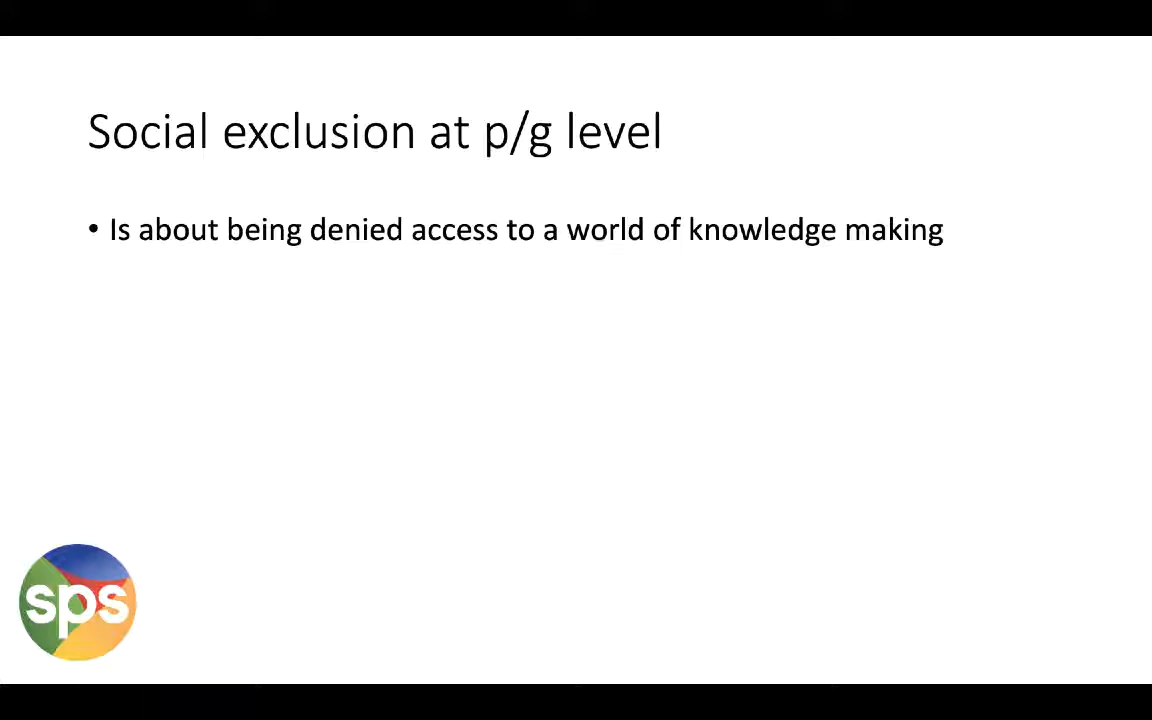 Social exclusion at p/g level
• Is about being denied access to a world of knowledge making
sps